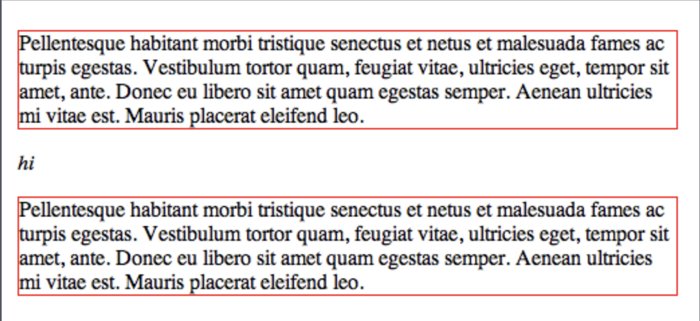 Pellentesque habitant morbi tristique senectus et netus et malesuada fames ac
turpis egestas. Vestibulum tortor quam, feugiat vitae, ultricies eget, tempor sit
amet, ante. Donec eu libero sit amet quam egestas semper. Aenean ultricies
mi vitae est. Mauris placerat eleifend leo.
hi
Pellentesque habitant morbi tristique senectus et netus et malesuada fames ac
turpis egestas. Vestibulum tortor quam, feugiat vitae, ultricies eget, tempor sit
amet, ante. Donec eu libero sit amet quam egestas semper. Aenean ultricies
mi vitae est. Mauris placerat eleifend leo.